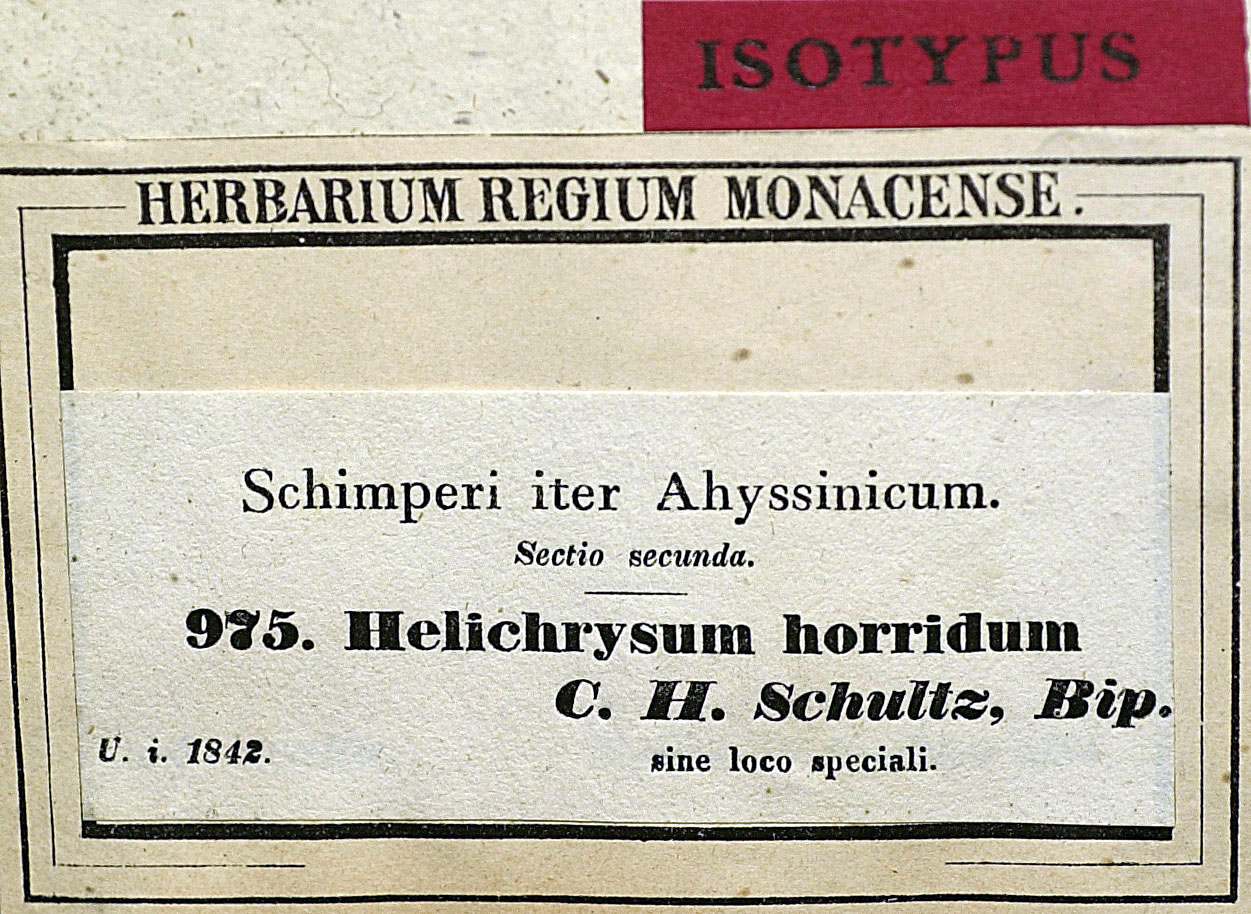 ISOTYPUS
HERBARIUM REGIUM MONACENSE.
Schimperi iter Ahyssinicum.
Sectio secunda.
975. Helichrysum horridum
C. H. Schultz, Bip.
U. i. 1842.
sine loco speciali.